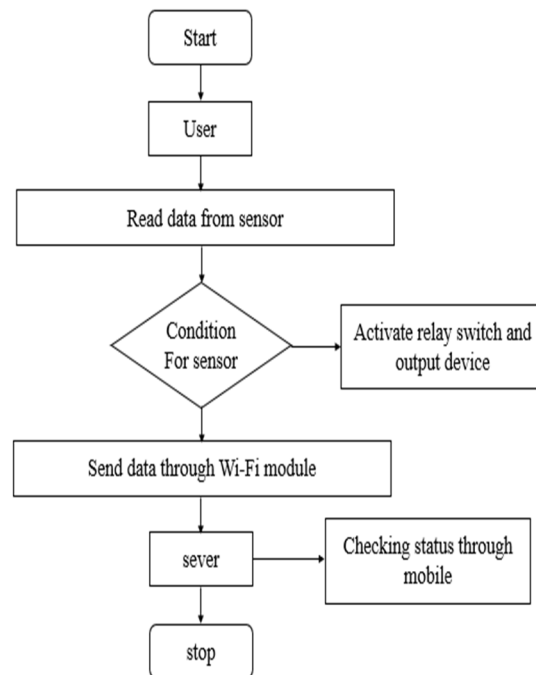 Start
User
Read data from sensor
Condition
For sensor
Activate relay switch and
output device
Send data through Wi-Fi module
sever
Checking status through
mobile
stop